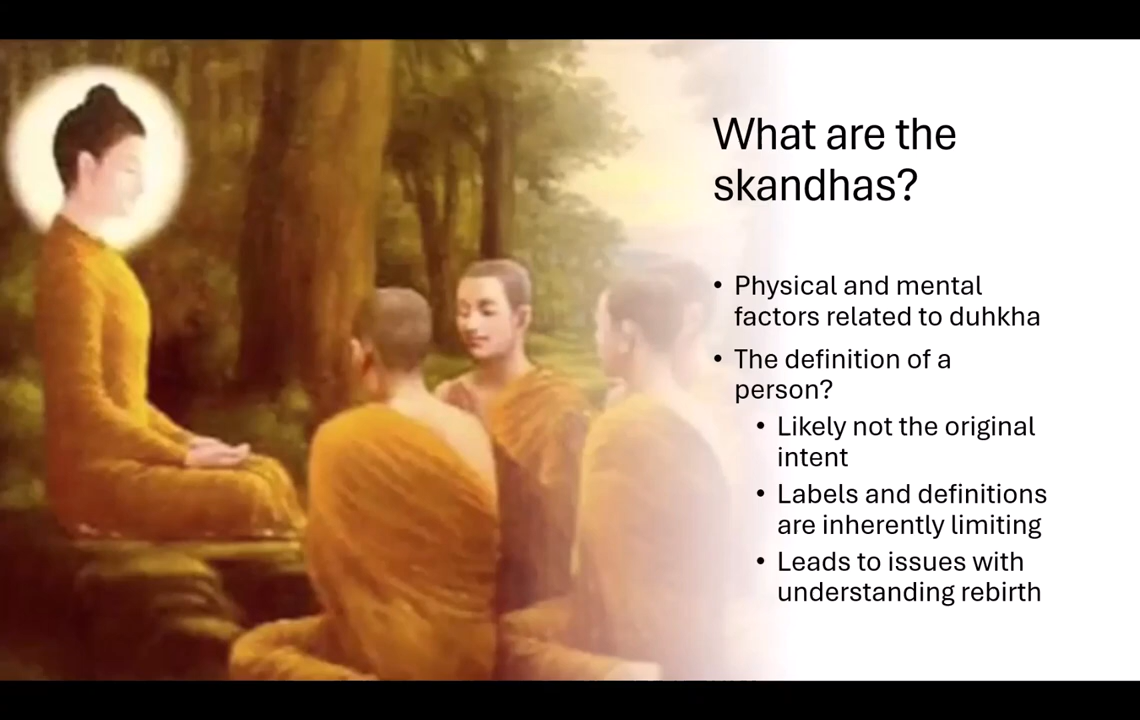 What are the
skandhas?
• Physical and mental
factors related to duhkha
• The definition of a
person?
• Likely not the original
intent
• Labels and definitions
are inherently limiting
• Leads to issues with
understanding rebirth